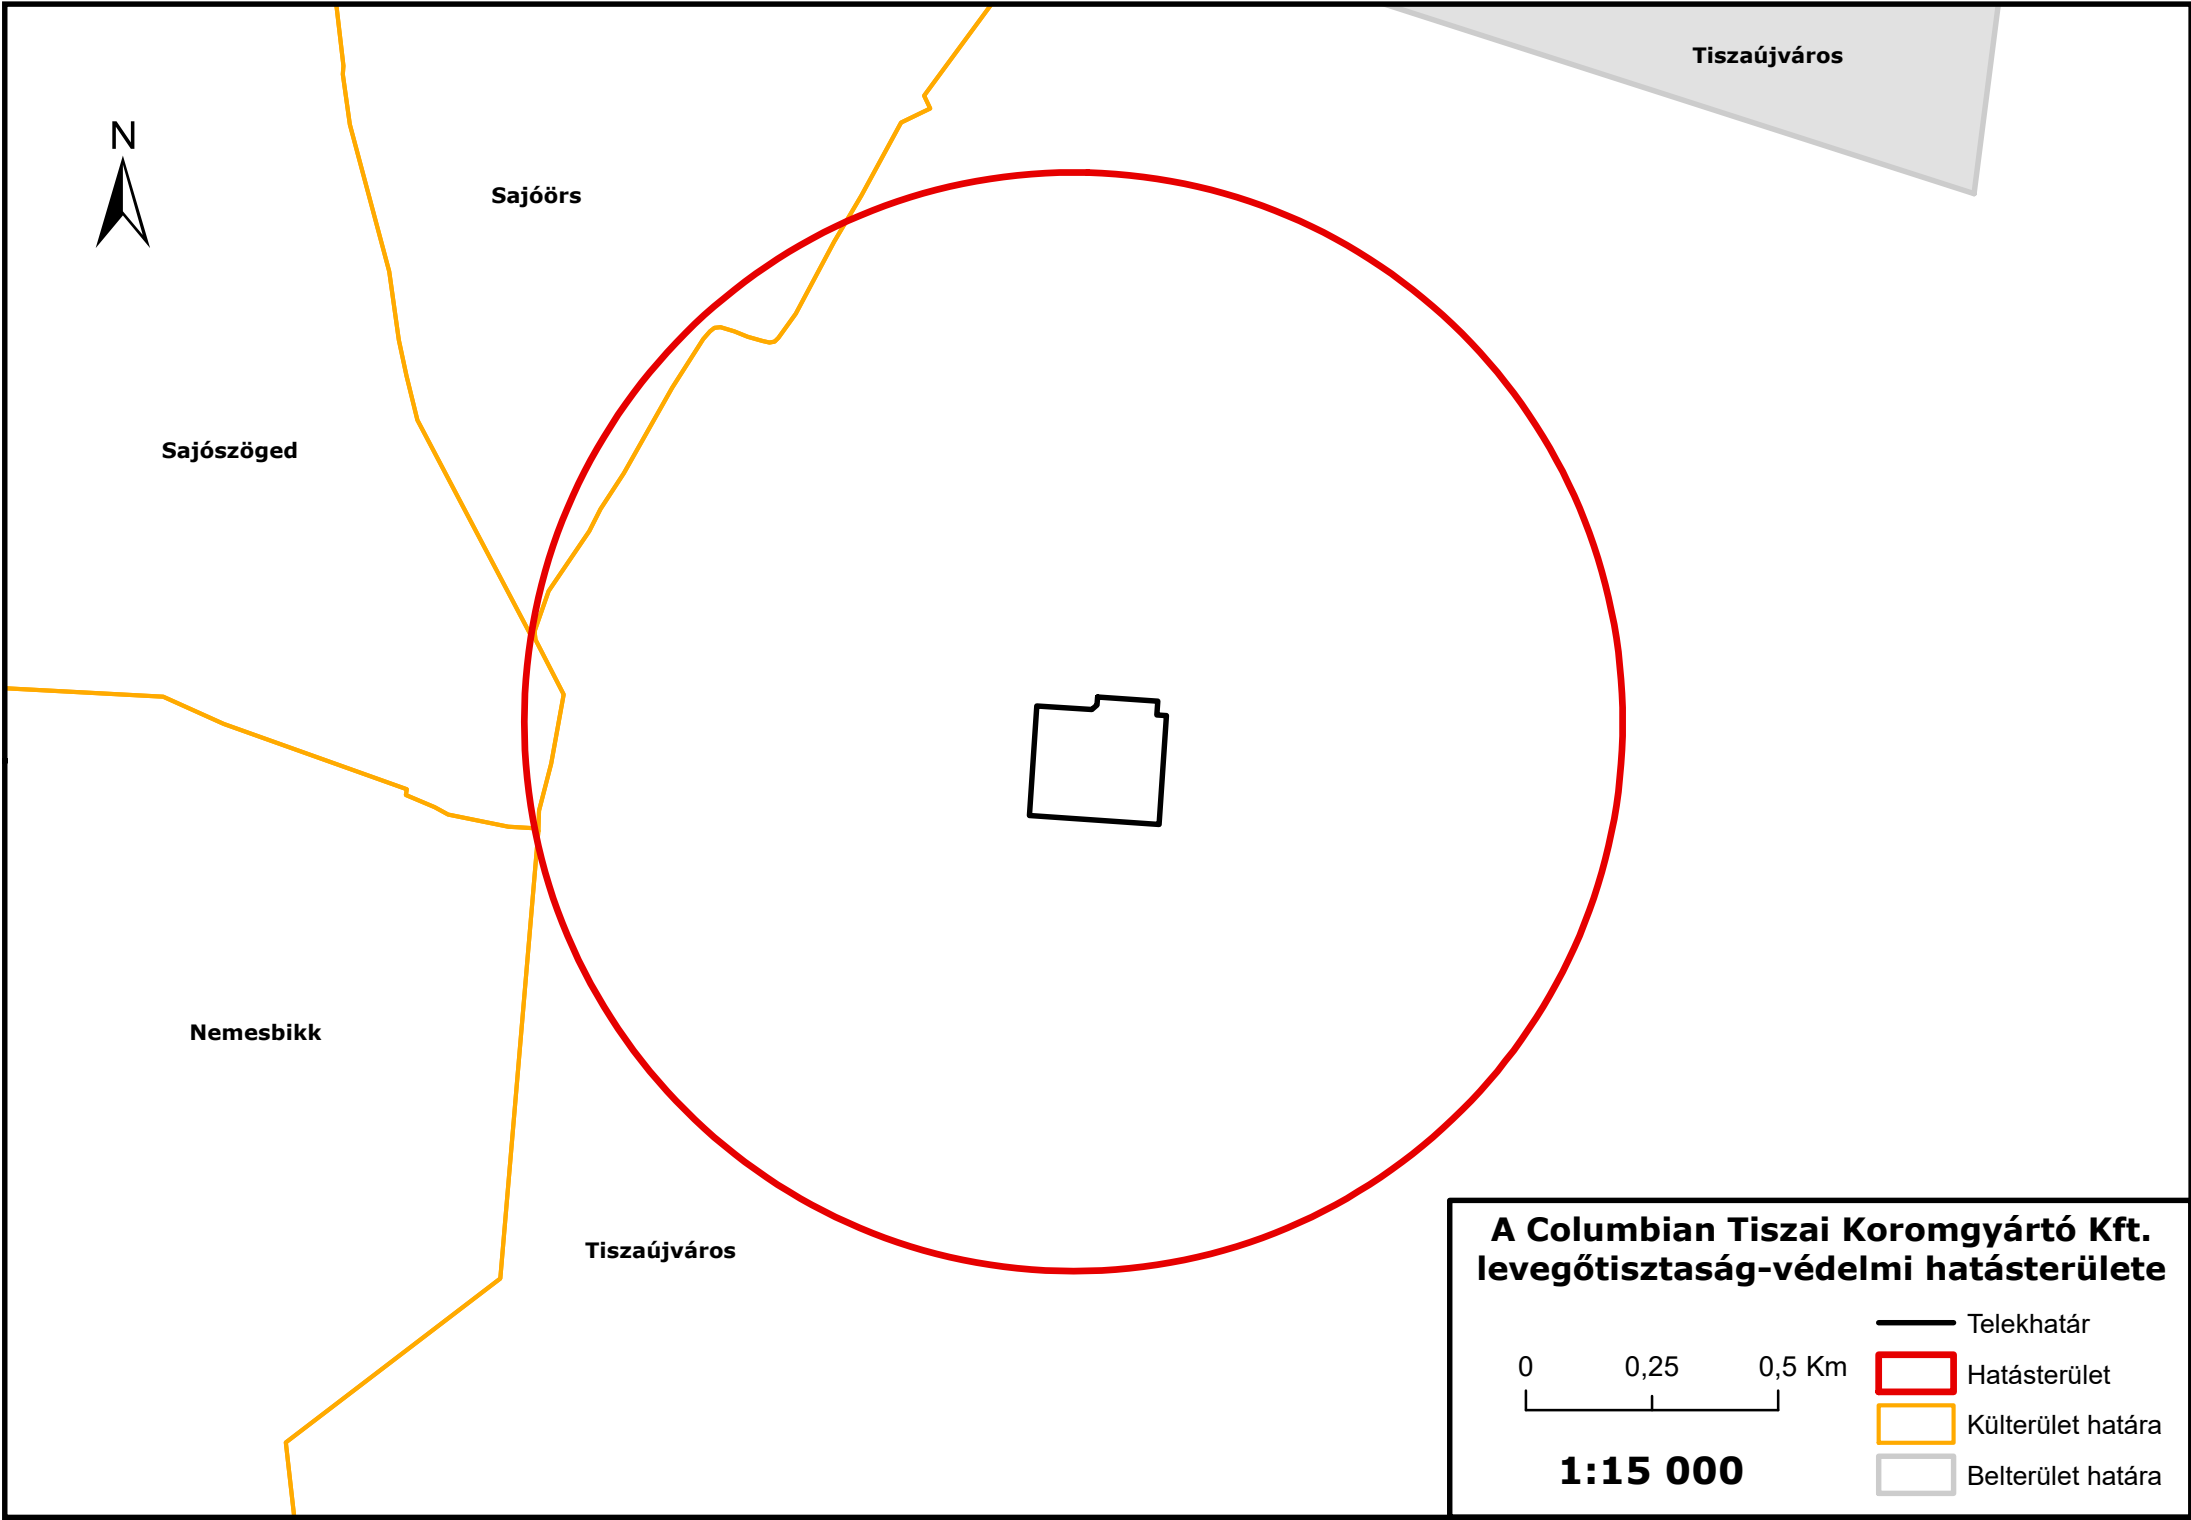 Tiszaújváros
N
Sajóörs
Sajószöged
Nemesbikk
Tiszaújváros
A Columbian Tiszai Koromgyártó Kft.
levegőtisztaság-védelmi hatásterülete
Telekhatár
0 0,25 0,5 Km
Hatásterület
Külterület határa
1:15 000
Belterület határa